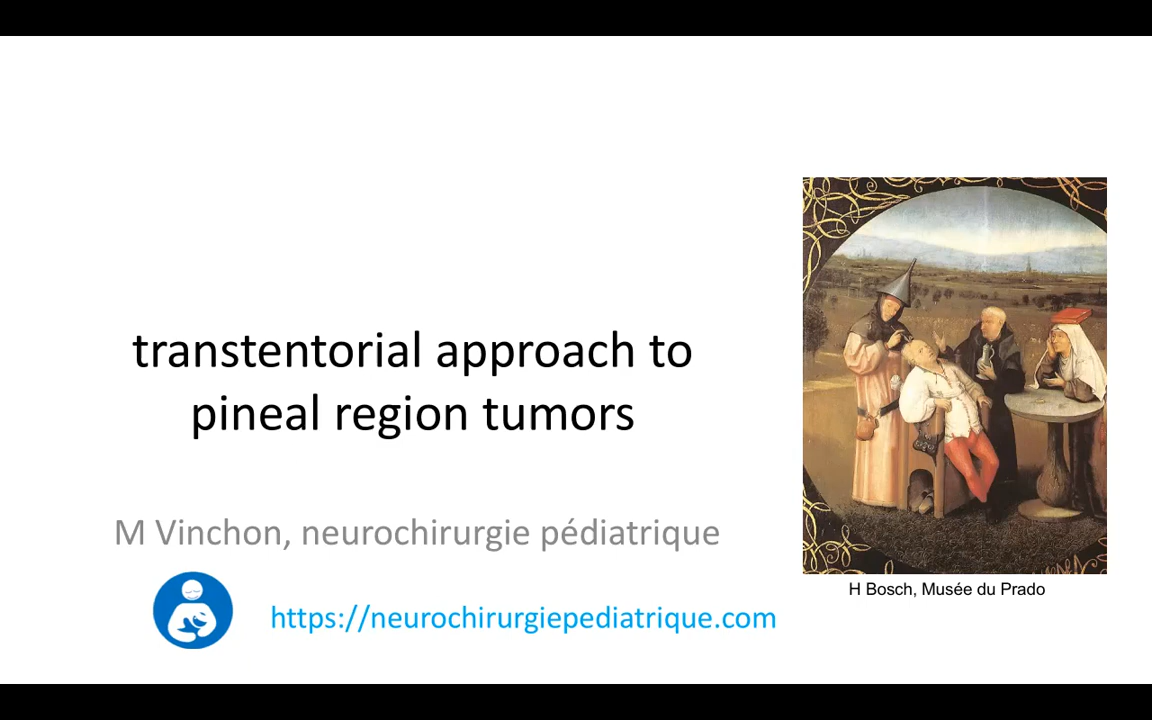 transtentorial approach to
pineal region tumors
M Vinchon, neurochirurgie pédiatrique
https://neurochirurgiepediatrique.com
H Bosch, Musée du Prado